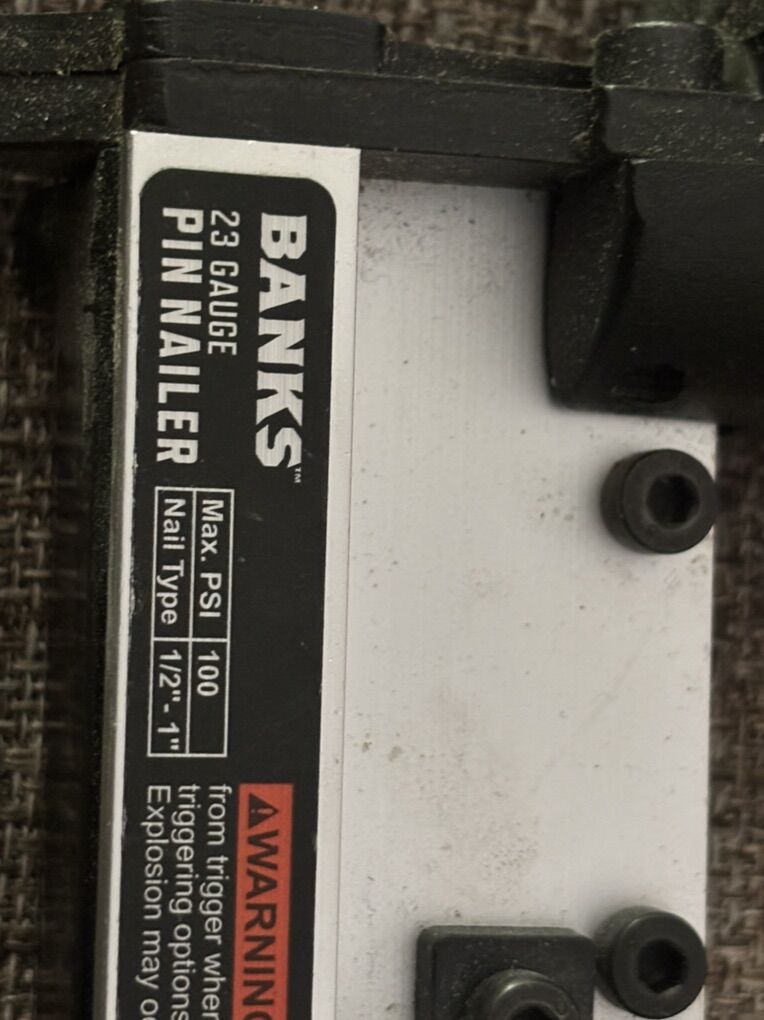 BANKS™
23 GAUGE
PIN NAILER
Max. PSI 100
Nail Type 1/2"- 1"
⚠WARNING
from trigger when
triggering options
Explosion may